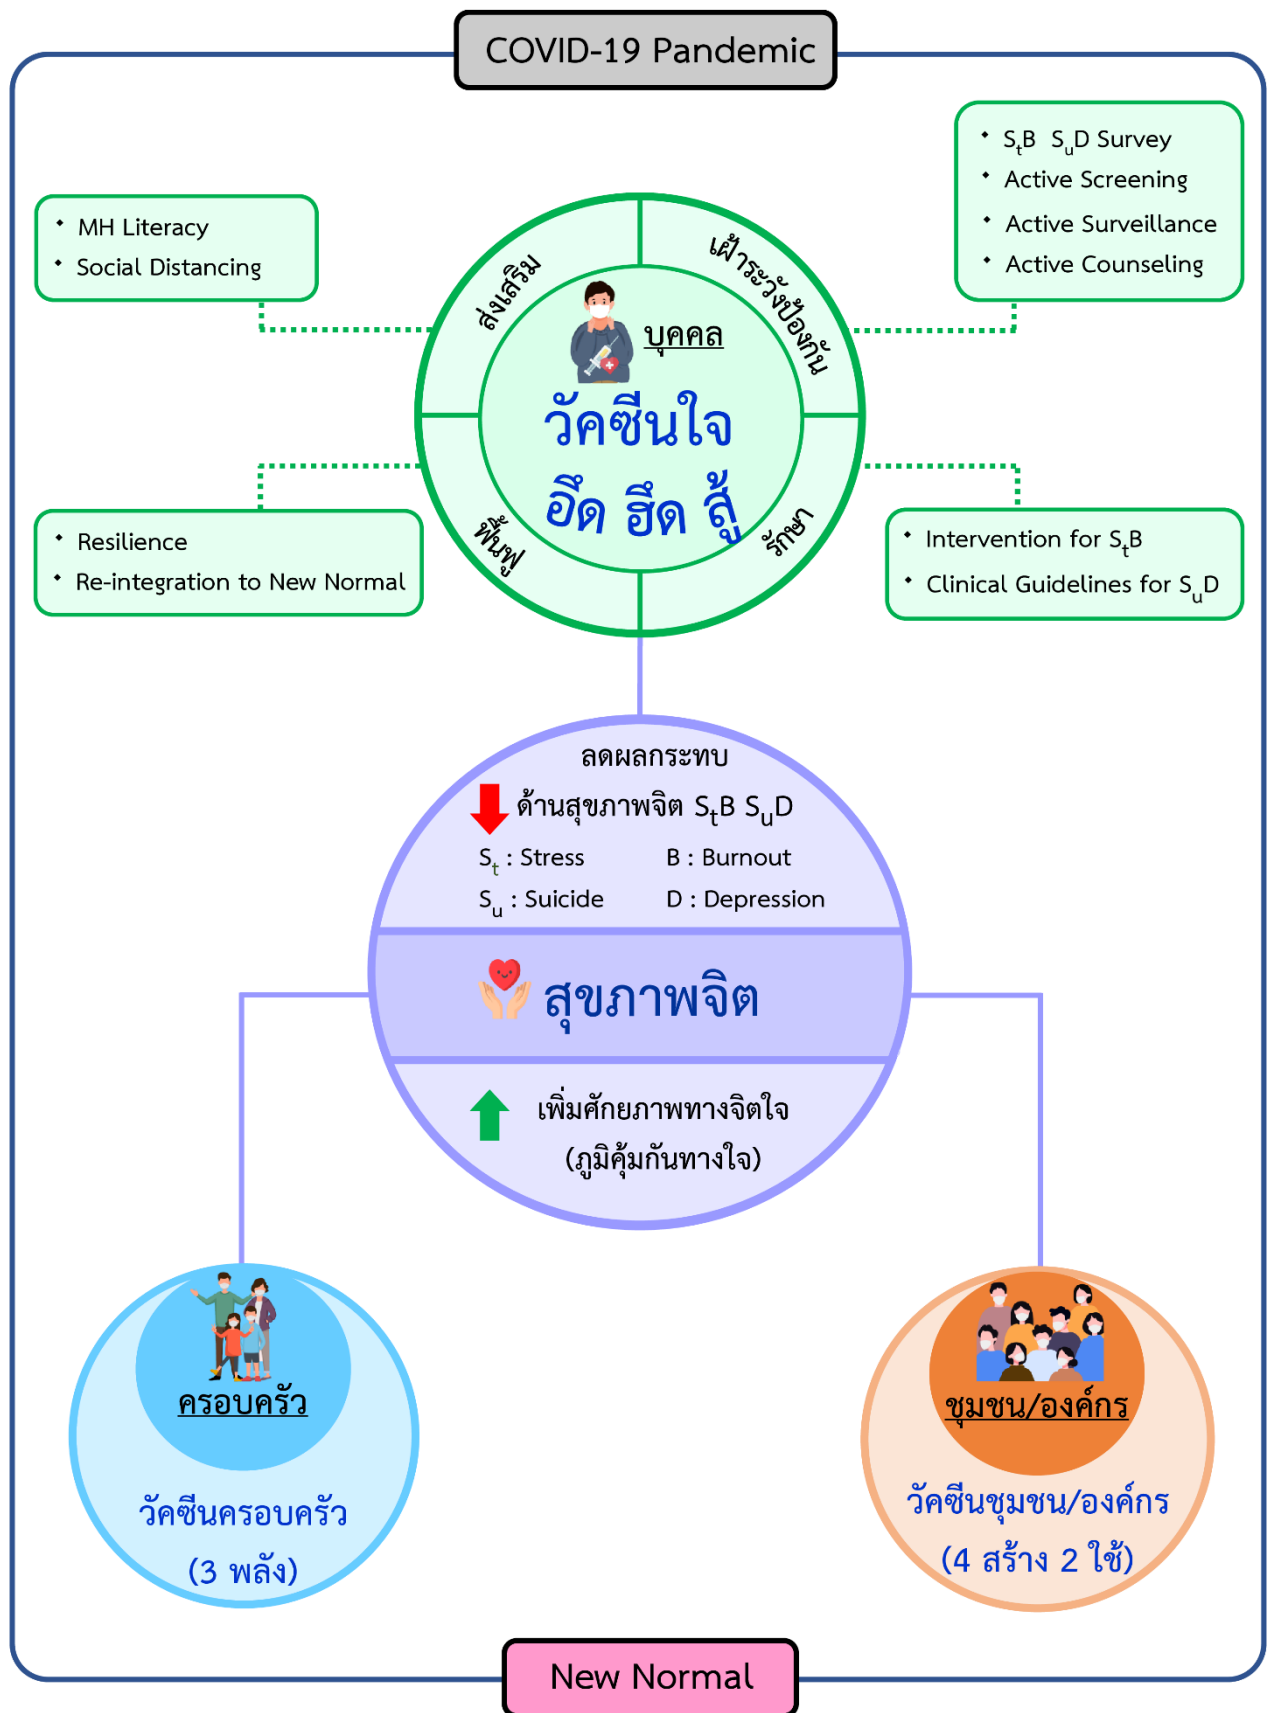 COVID-19 Pandemic
• MH Literacy
• Social Distancing
• StB SuD Survey
• Active Screening
• Active Surveillance
• Active Counseling
ส่งเสริม
เฝ้าระวังป้องกัน
บุคคล
วัคซีนใจ
อึด ฮึด สู้
ฟื้นฟู
รักษา
• Resilience
• Re-integration to New Normal
• Intervention for StB
• Clinical Guidelines for SuD
ลดผลกระทบ
ด้านสุขภาพจิต StB SuD
St : Stress B : Burnout
Su : Suicide D : Depression
สุขภาพจิต
เพิ่มศักยภาพทางจิตใจ
(ภูมิคุ้มกันทางใจ)
ครอบครัว
วัคซีนครอบครัว
(3 พลัง)
ชุมชน/องค์กร
วัคซีนชุมชน/องค์กร
(4 สร้าง 2 ใช้)
New Normal